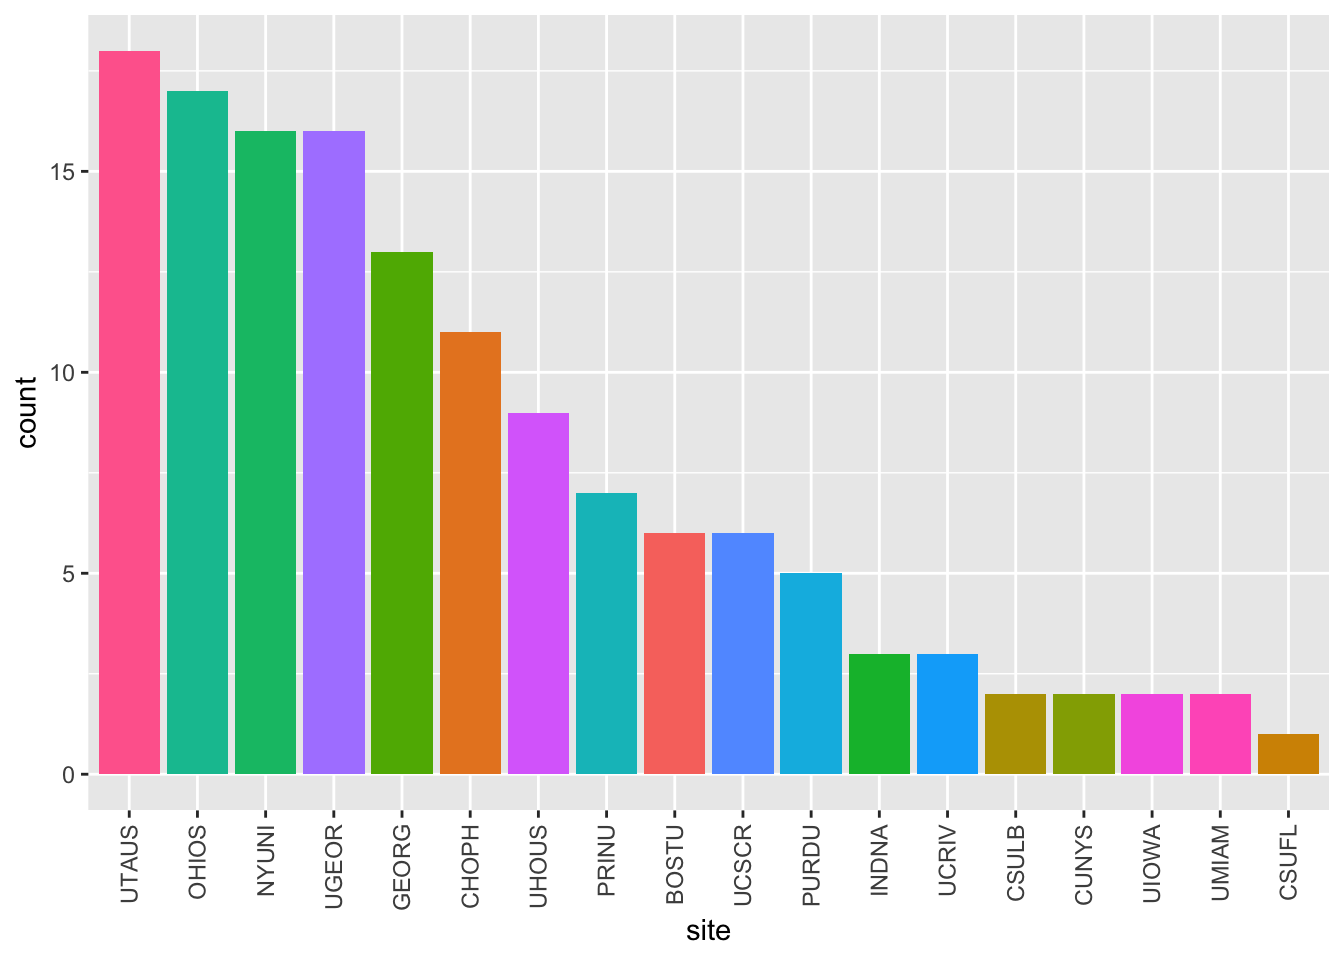 count
15
10
5
0
UTAUS
OHIOS
NYUNI
UGEOR
GEORG
CHOPH
UHOUS
PRINU
BOSTU
UCSCR
PURDU
INDNA
UCRIV
CSULB
CUNYS
UIOWA
UMIAM
CSUFL
site